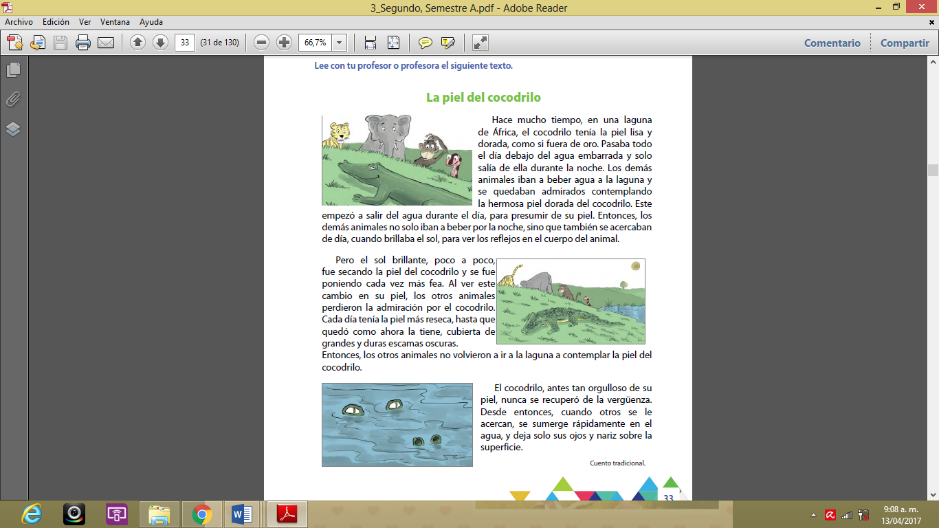 3_Segundo, Semestre A.pdf - Adobe Reader
Archivo Edición Ver Ventana Ayuda
33 (31 de 130) 66,7% Comentario Compartir
Lee con tu profesor o profesora el siguiente texto.
La piel del cocodrilo
Hace mucho tiempo, en una laguna
de África, el cocodrilo tenía la piel lisa y
dorada, como si fuera de oro. Pasaba todo
el día debajo del agua embarrada y solo
salía de ella durante la noche. Los demás
animales iban a beber agua a la laguna y
se quedaban admirados contemplando
la hermosa piel dorada del cocodrilo. Este
empezó a salir del agua durante el día, para presumir de su piel. Entonces, los
demás animales no solo iban a beber por la noche, sino que también se acercaban
de día, cuando brillaba el sol, para ver los reflejos en el cuerpo del animal.
Pero el sol brillante, poco a poco,
fue secando la piel del cocodrilo y se fue
poniendo cada vez más fea. Al ver este
cambio en su piel, los otros animales
perdieron la admiración por el cocodrilo.
Cada día tenía la piel más reseca, hasta que
quedó como ahora la tiene, cubierta de
grandes y duras escamas oscuras.
Entonces, los otros animales no volvieron a ir a la laguna a contemplar la piel del
cocodrilo.
El cocodrilo, antes tan orgulloso de su
piel, nunca se recuperó de la vergüenza.
Desde entonces, cuando otros se le
acercan, se sumerge rápidamente en el
agua, y deja solo sus ojos y nariz sobre la
superficie.
Cuento tradicional.
33
9:08 a. m.
13/04/2017